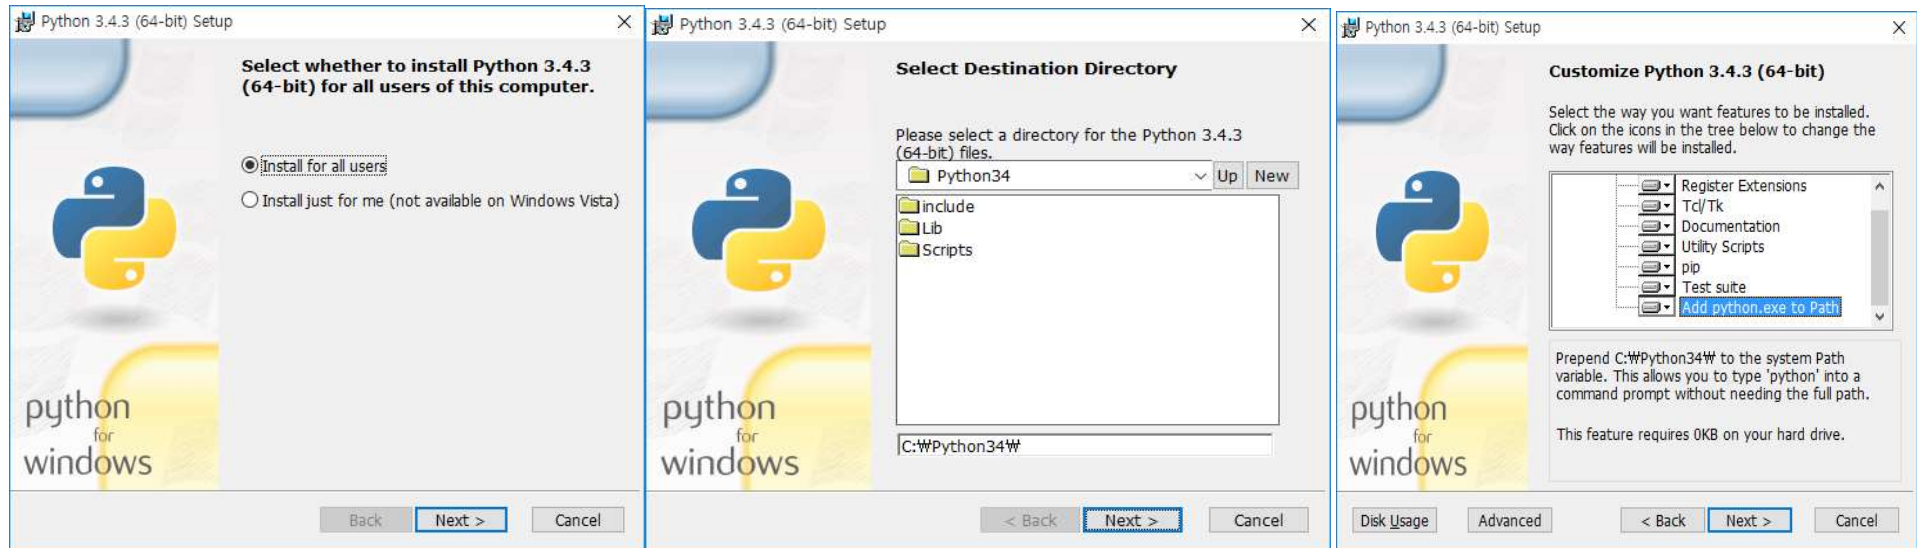 Python 3.4.3 (64-bit) Setup
Select whether to install Python 3.4.3
(64-bit) for all users of this computer.
Install for all users
Install just for me (not available on Windows Vista)
python
for
windows
Back
Next >
Cancel
Python 3.4.3 (64-bit) Setup
Select Destination Directory
Please select a directory for the Python 3.4.3
(64-bit) files.
Python34
Up
New
include
Lib
Scripts
C:₩Python34₩
python
for
windows
< Back
Next >
Cancel
Python 3.4.3 (64-bit) Setup
Customize Python 3.4.3 (64-bit)
Select the way you want features to be installed.
Click on the icons in the tree below to change the
way features will be installed.
Register Extensions
Tcl/Tk
Documentation
Utility Scripts
pip
Test suite
Add python.exe to Path
Prepend C:₩Python34₩ to the system Path
variable. This allows you to type 'python' into a
command prompt without needing the full path.
This feature requires 0KB on your hard drive.
python
for
windows
Disk Usage
Advanced
< Back
Next >
Cancel